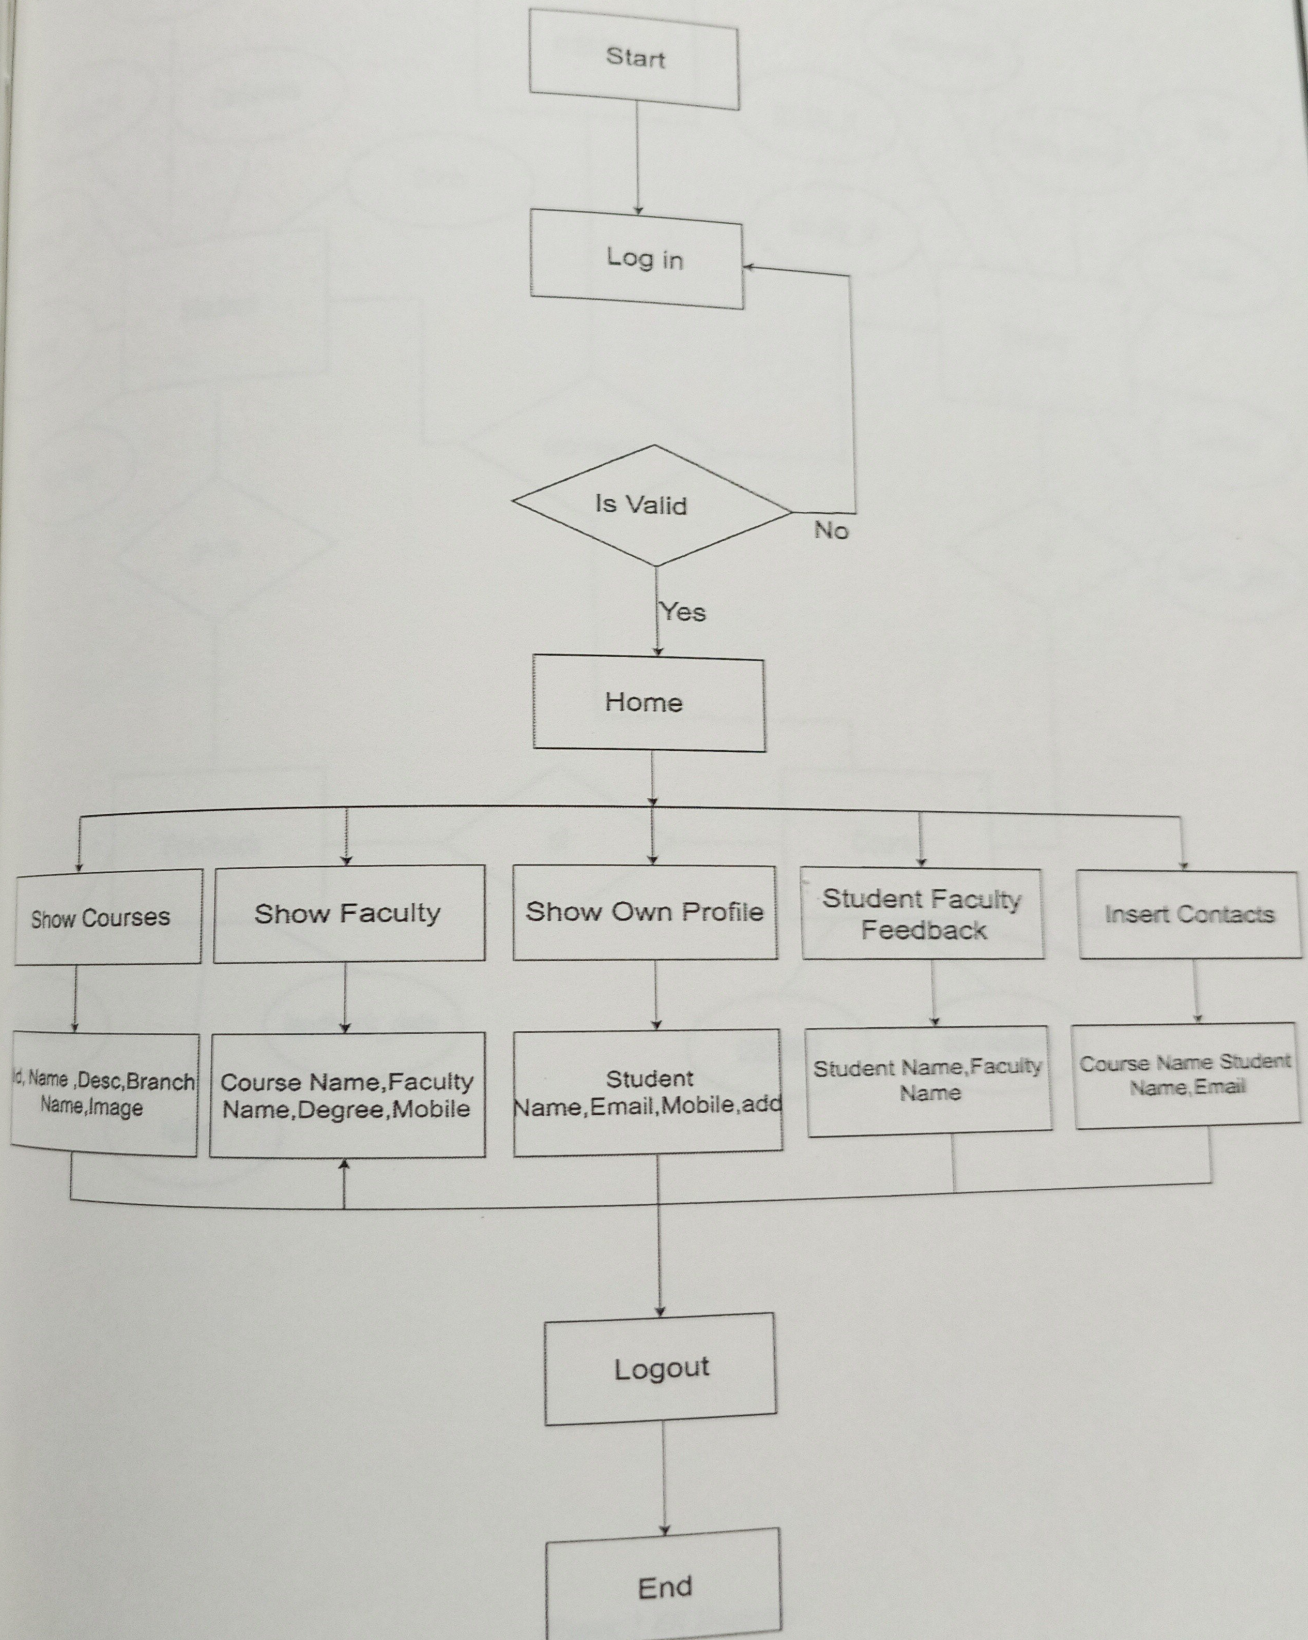 Start
Log in
Is Valid
No
Yes
Home
Show Courses
Show Faculty
Show Own Profile
Student Faculty
Feedback
Insert Contacts
Id, Name ,Desc,Branch
Name,Image
Course Name,Faculty
Name,Degree,Mobile
Student
Name,Email,Mobile,add
Student Name,Faculty
Name
Course Name Student
Name,Email
Logout
End